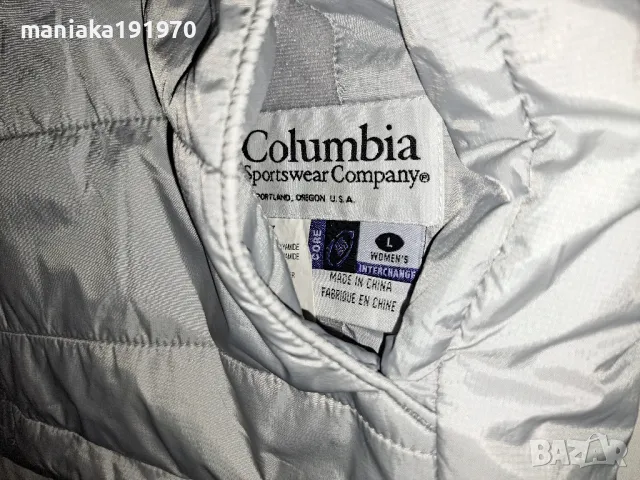 maniaka191970
Columbia
Sportswear Company®
PORTLAND, OREGON U.S.A.
CORE
L
WOMEN'S
INTERCHANGE
MADE IN CHINA
FABRIQUE EN CHINE
BAZAR